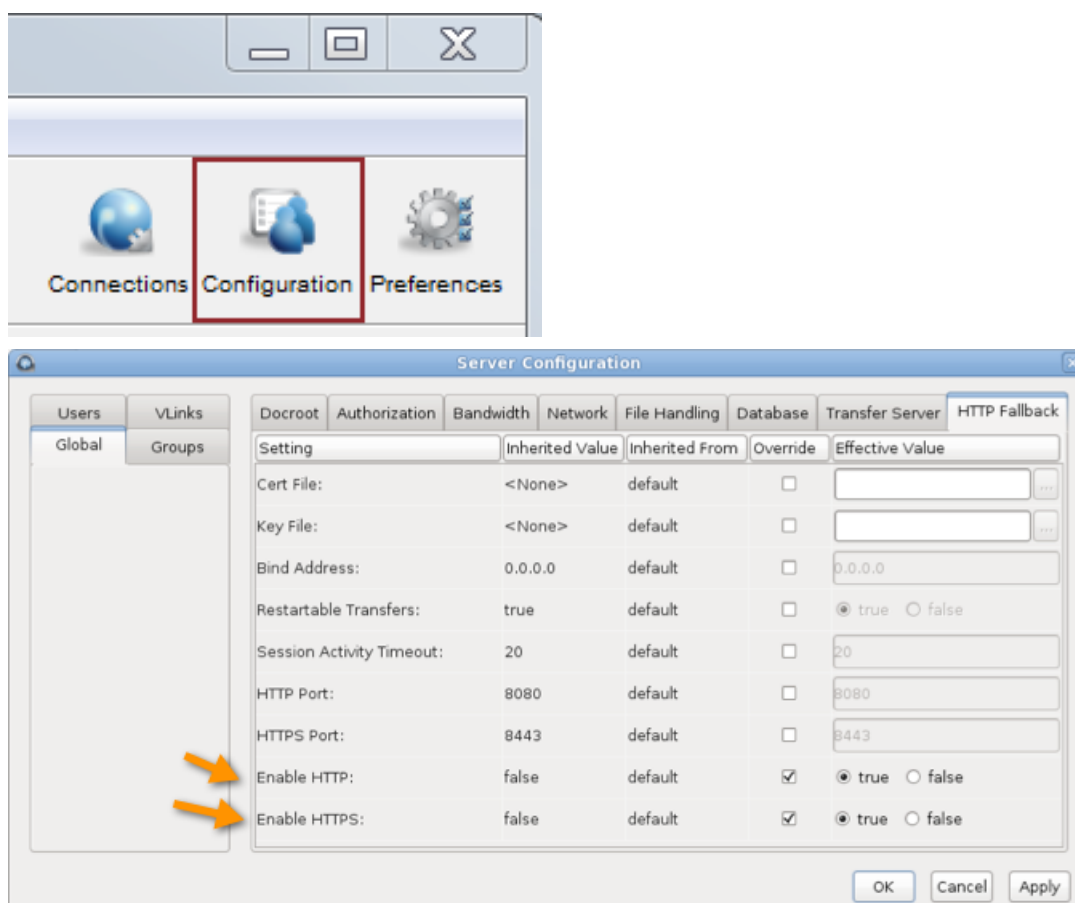 Connections Configuration Preferences
Server Configuration
Users VLinks
Global Groups
Docroot Authorization Bandwidth Network File Handling Database Transfer Server HTTP Fallback
Setting Inherited Value Inherited From Override Effective Value
Cert File: <None> default ...
Key File: <None> default ...
Bind Address: 0.0.0.0 default 0.0.0.0
Restartable Transfers: true default true false
Session Activity Timeout: 20 default 20
HTTP Port: 8080 default 8080
HTTPS Port: 8443 default 8443
Enable HTTP: false default true false
Enable HTTPS: false default true false
OK Cancel Apply